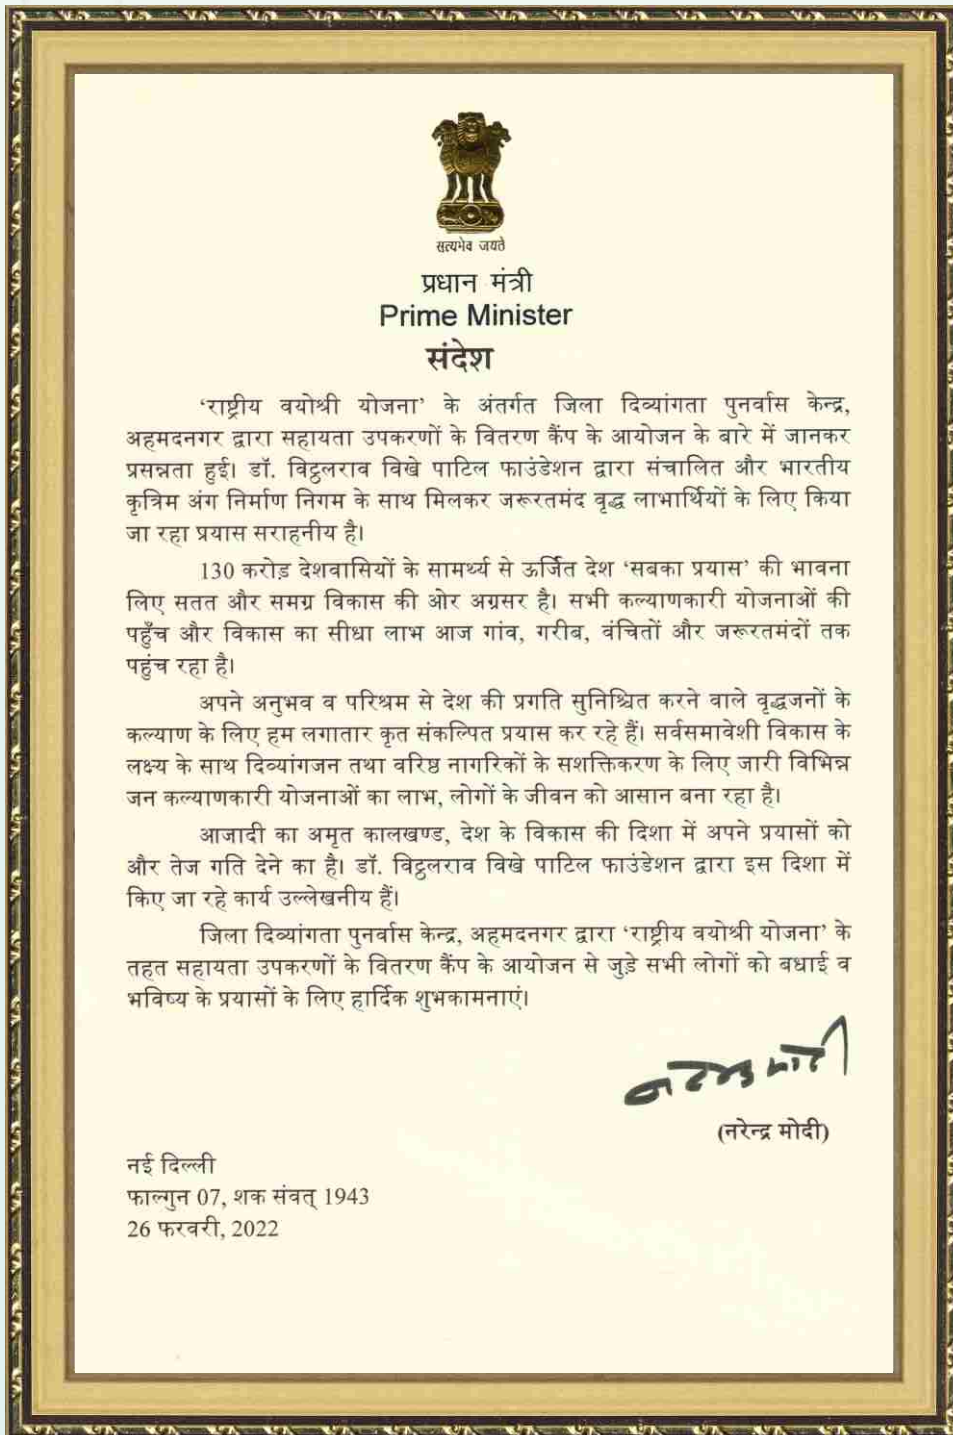 सत्यमेव जयते
प्रधान मंत्री
Prime Minister
संदेश
‘राष्ट्रीय वयोश्री योजना’ के अंतर्गत जिला दिव्यांगता पुनर्वास केन्द्र,
अहमदनगर द्वारा सहायता उपकरणों के वितरण कैंप के आयोजन के बारे में जानकर
प्रसन्नता हुई। डॉ. विट्ठलराव विखे पाटिल फाउंडेशन द्वारा संचालित और भारतीय
कृत्रिम अंग निर्माण निगम के साथ मिलकर जरूरतमंद वृद्ध लाभार्थियों के लिए किया
जा रहा प्रयास सराहनीय है।
130 करोड़ देशवासियों के सामर्थ्य से ऊर्जित देश ‘सबका प्रयास’ की भावना
लिए सतत और समग्र विकास की ओर अग्रसर है। सभी कल्याणकारी योजनाओं की
पहुँच और विकास का सीधा लाभ आज गांव, गरीब, वंचितों और जरूरतमंदों तक
पहुंच रहा है।
अपने अनुभव व परिश्रम से देश की प्रगति सुनिश्चित करने वाले वृद्धजनों के
कल्याण के लिए हम लगातार कृत संकल्पित प्रयास कर रहे हैं। सर्वसमावेशी विकास के
लक्ष्य के साथ दिव्यांगजन तथा वरिष्ठ नागरिकों के सशक्तिकरण के लिए जारी विभिन्न
जन कल्याणकारी योजनाओं का लाभ, लोगों के जीवन को आसान बना रहा है।
आजादी का अमृत कालखण्ड, देश के विकास की दिशा में अपने प्रयासों को
और तेज गति देने का है। डॉ. विट्ठलराव विखे पाटिल फाउंडेशन द्वारा इस दिशा में
किए जा रहे कार्य उल्लेखनीय हैं।
जिला दिव्यांगता पुनर्वास केन्द्र, अहमदनगर द्वारा ‘राष्ट्रीय वयोश्री योजना’ के
तहत सहायता उपकरणों के वितरण कैंप के आयोजन से जुड़े सभी लोगों को बधाई व
भविष्य के प्रयासों के लिए हार्दिक शुभकामनाएं।
नरेन्द्र मोदी
(नरेन्द्र मोदी)
नई दिल्ली
फाल्गुन 07, शक संवत् 1943
26 फरवरी, 2022